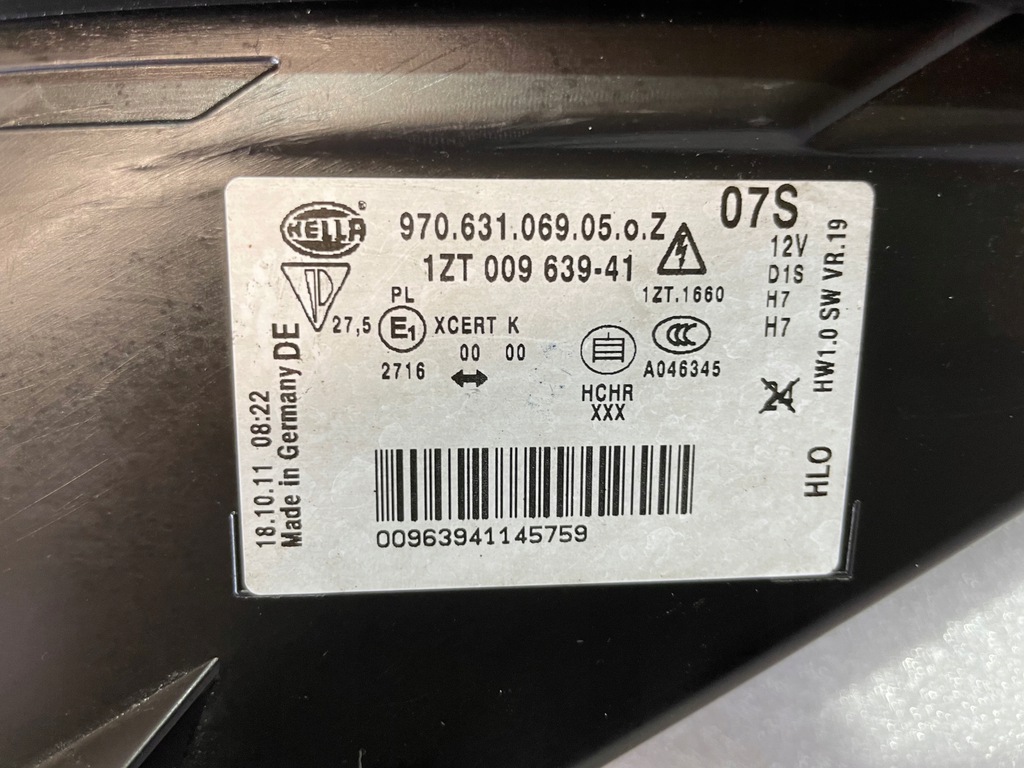 HELLA ®
970.631.069.05.o.Z
07S
1ZT 009 639-41
12V
D1S
H7
H7
1ZT.1660
PL
27,5
E1
XCERT K
00 00
2716
CCC
A046345
HCHR
XXX
24
HW1.0 SW VR.19
HLO
18.10.11 08:22
Made in Germany DE
00963941145759